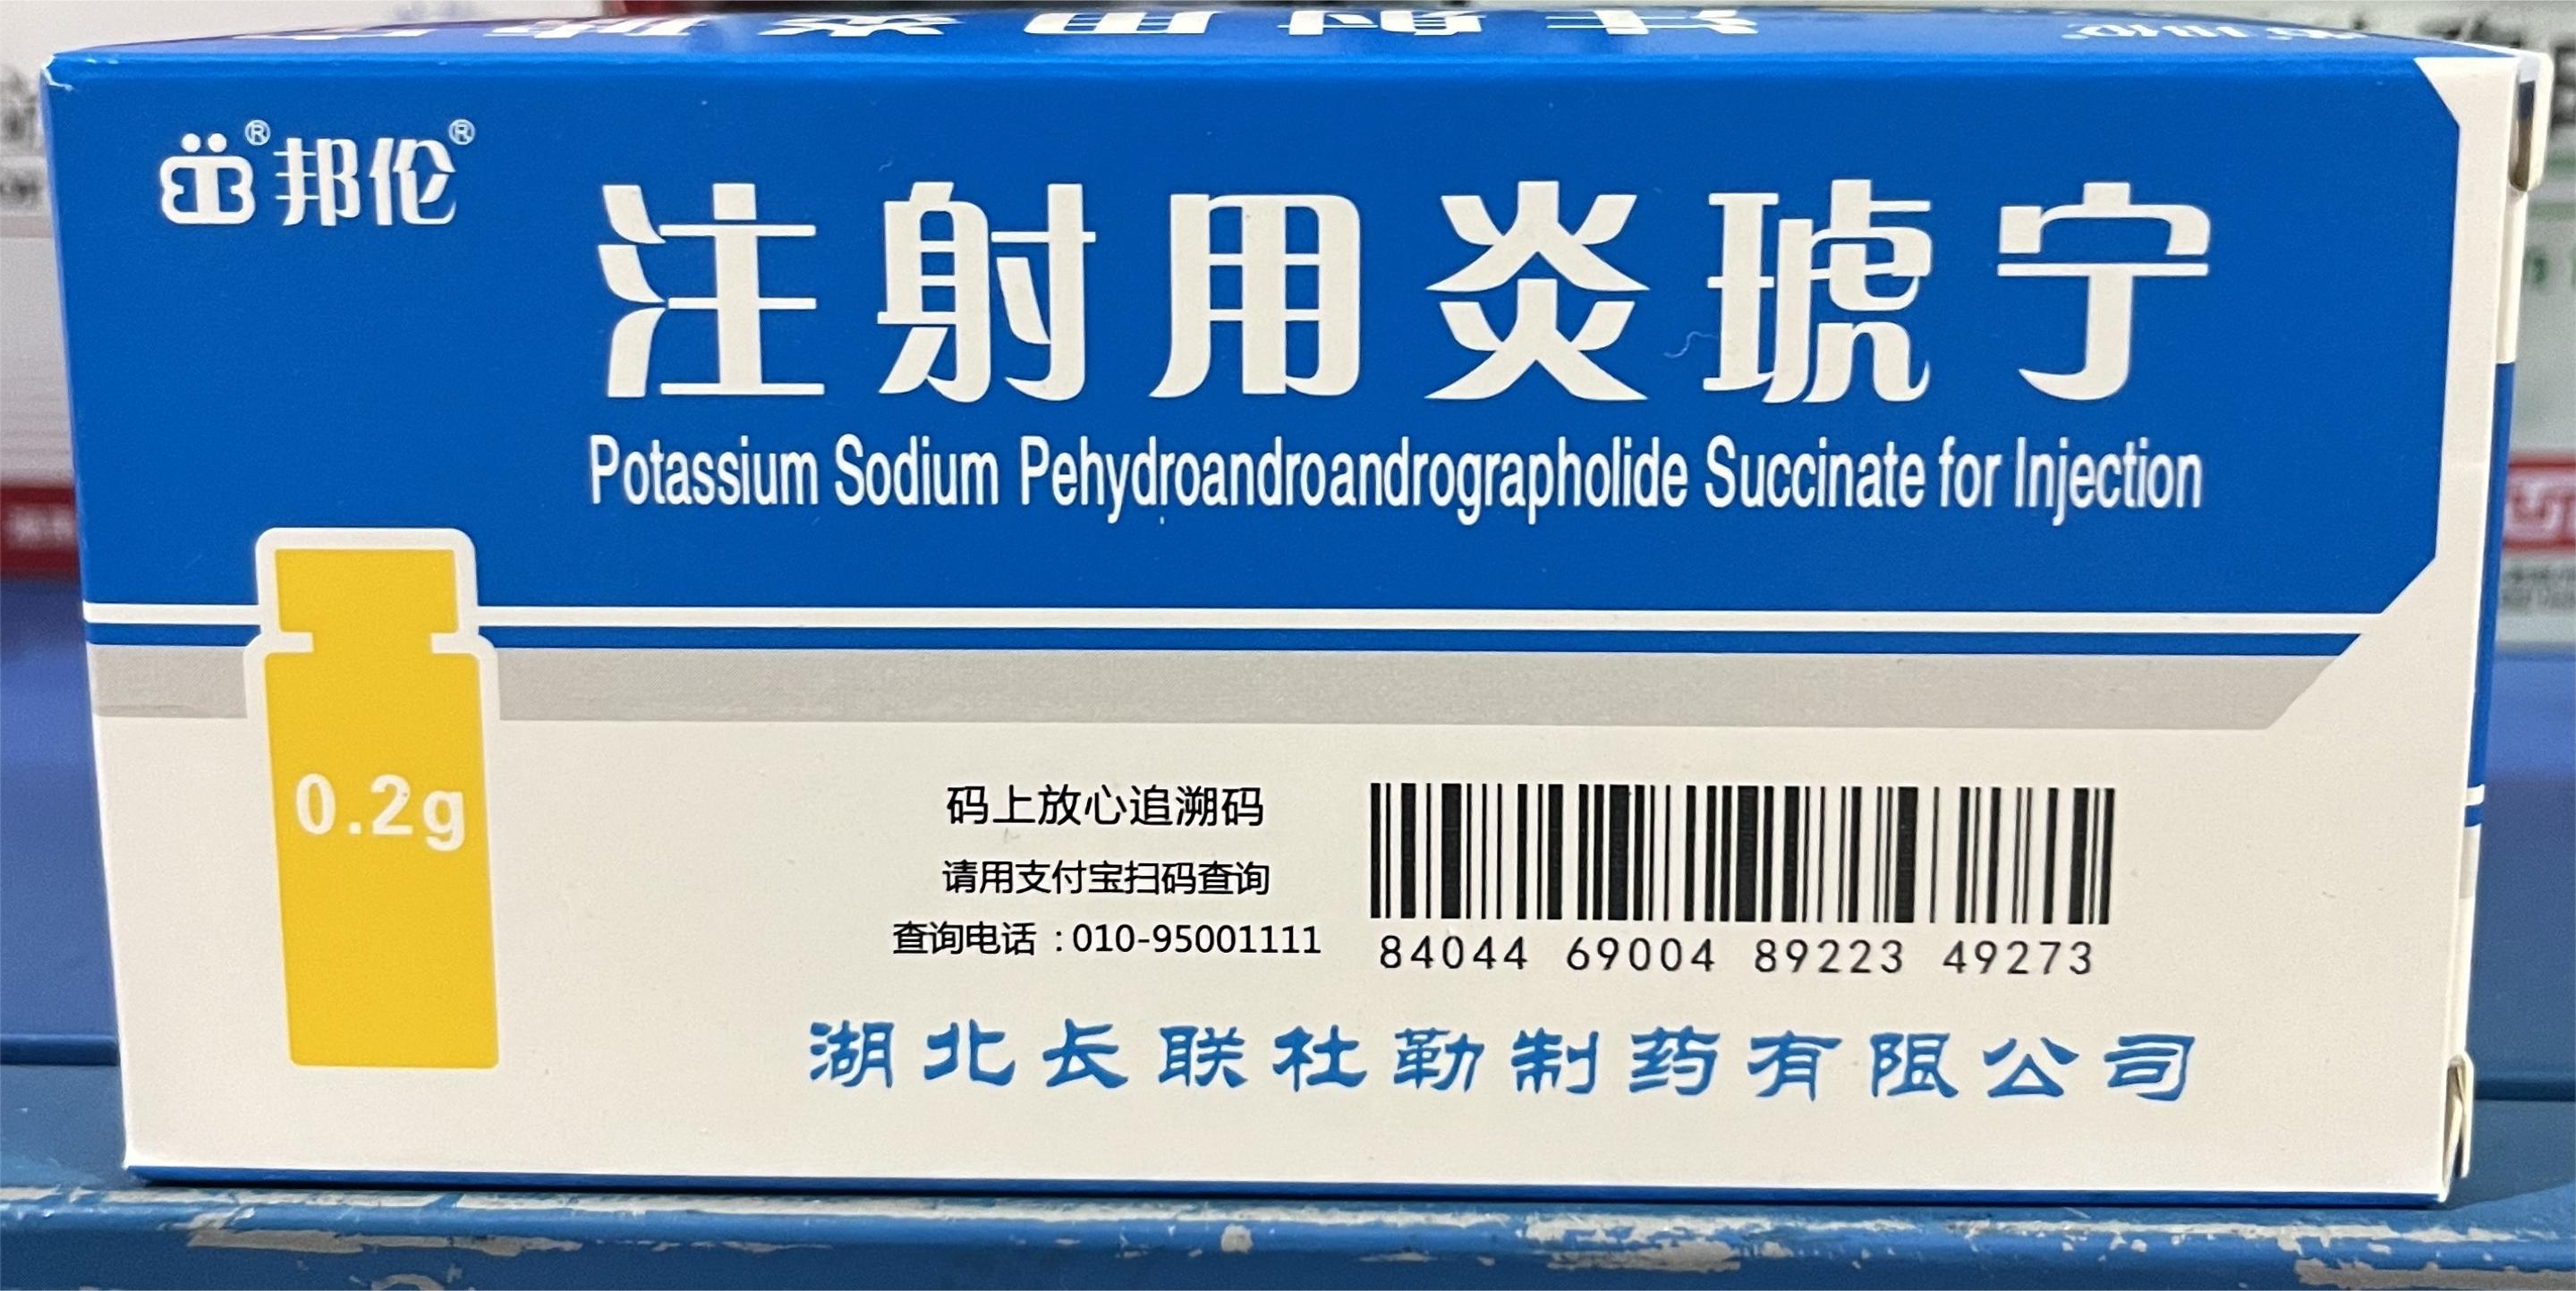 邦伦®
注射用炎琥宁
Potassium Sodium Pehydroandroandrographolide Succinate for Injection
0.2g
码上放心追溯码
请用支付宝扫码查询
查询电话：010-95001111
84044 69004 89223 49273
湖北长联杜勒制药有限公司